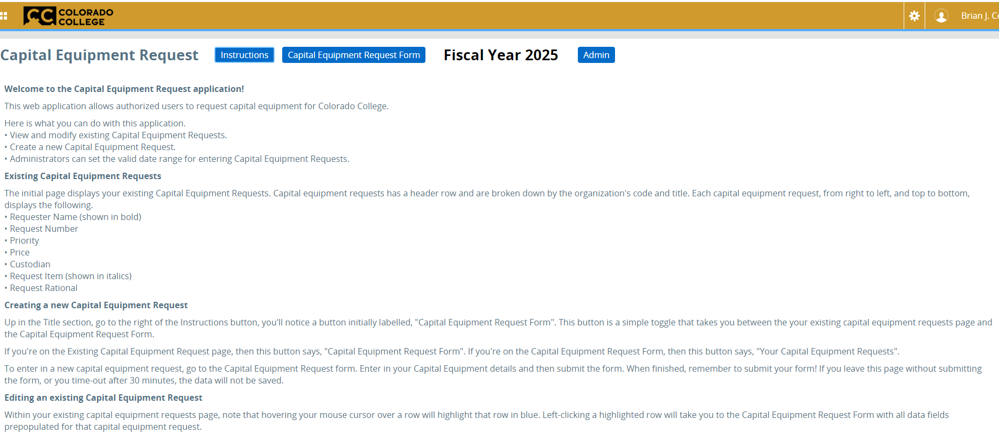 COLORADO
COLLEGE
Brian J.
Capital Equipment Request Instructions Capital Equipment Request Form Fiscal Year 2025 Admin
Welcome to the Capital Equipment Request application!
This web application allows authorized users to request capital equipment for Colorado College.
Here is what you can do with this application.
• View and modify existing Capital Equipment Requests.
• Create a new Capital Equipment Request.
• Administrators can set the valid date range for entering Capital Equipment Requests.
Existing Capital Equipment Requests
The initial page displays your existing Capital Equipment Requests. Capital equipment requests has a header row and are broken down by the organization's code and title. Each capital equipment request, from right to left, and top to bottom,
displays the following.
• Requester Name (shown in bold)
• Request Number
• Priority
• Price
• Custodian
• Request Item (shown in italics)
• Request Rational
Creating a new Capital Equipment Request
Up in the Title section, go to the right of the Instructions button, you'll notice a button initially labelled, "Capital Equipment Request Form". This button is a simple toggle that takes you between the your existing capital equipment requests page and
the Capital Equipment Request Form.
If you're on the Existing Capital Equipment Request page, then this button says, "Capital Equipment Request Form". If you're on the Capital Equipment Request Form, then this button says, "Your Capital Equipment Requests".
To enter in a new capital equipment request, go to the Capital Equipment Request form. Enter in your Capital Equipment details and then submit the form. When finished, remember to submit your form! If you leave this page without submitting
the form, or you time-out after 30 minutes, the data will not be saved.
Editing an existing Capital Equipment Request
Within your existing capital equipment requests page, note that hovering your mouse cursor over a row will highlight that row in blue. Left-clicking a highlighted row will take you to the Capital Equipment Request Form with all data fields
prepopulated for that capital equipment request.